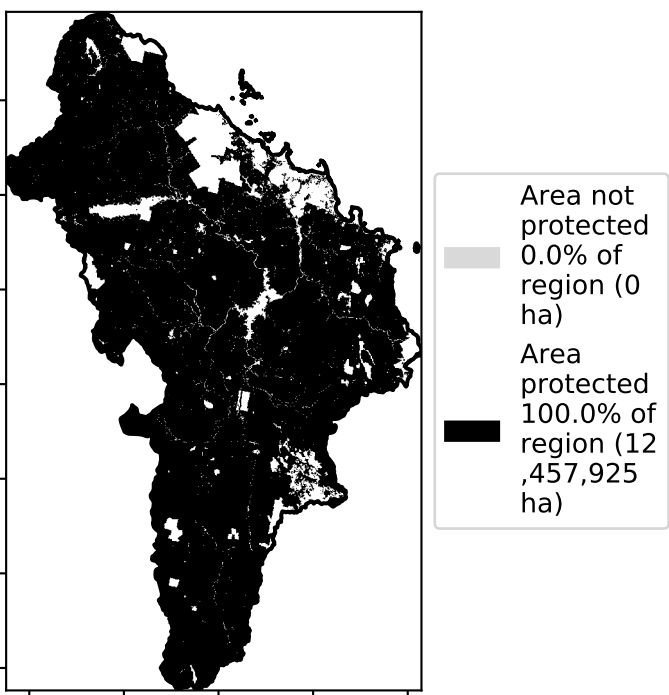 Area not
protected
0.0% of
region (0
ha)
Area
protected
100.0% of
region (12
,457,925
ha)